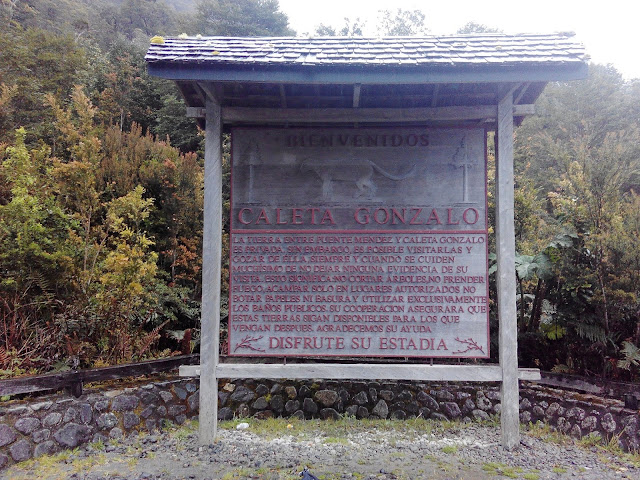 BIENVENIDOS
CALETA GONZALO
LA TIERRA ENTRE PUENTE MENDEZ Y CALETA GONZALO
ES PRIVADA. SIN EMBARGO, ES POSIBLE VISITARLAS Y
GOZAR DE ELLA SIEMPRE Y CUANDO SE CUIDEN
MUCHISIMO DE NO DEJAR NINGUNA EVIDENCIA DE SU
VISITA. ESTO SIGNIFICA NO CORTAR ARBOLES, NO PRENDER
FUEGO, ACAMPAR SOLO EN LUGARES AUTORIZADOS, NO
BOTAR PAPELES NI BASURA Y UTILIZAR EXCLUSIVAMENTE
LOS BAÑOS PUBLICOS. SU COOPERACION ASEGURARA QUE
ESTAS TIERRAS SIGAN DISPONIBLES PARA LOS QUE
VENGAN DESPUES. AGRADECEMOS SU AYUDA
DISFRUTE SU ESTADIA